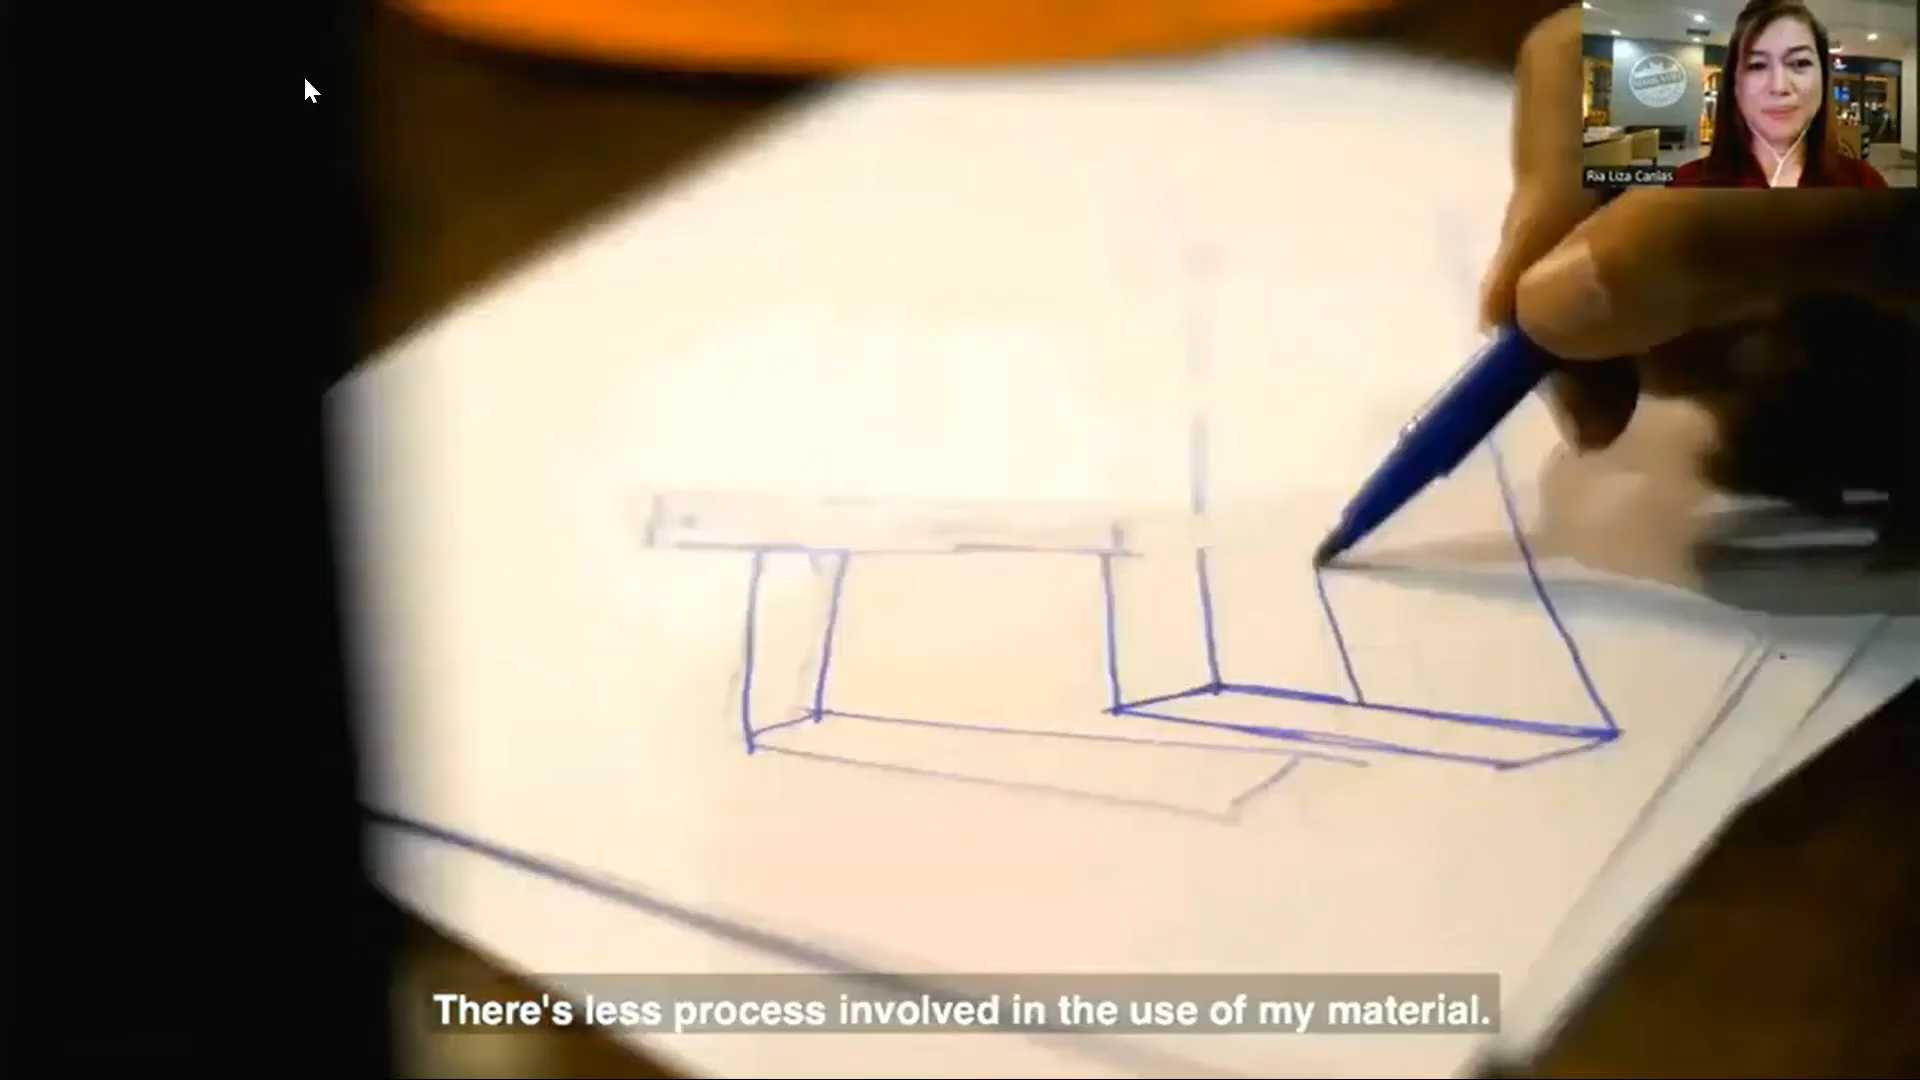 Ria Liza Canlas
There's less process involved in the use of my material.